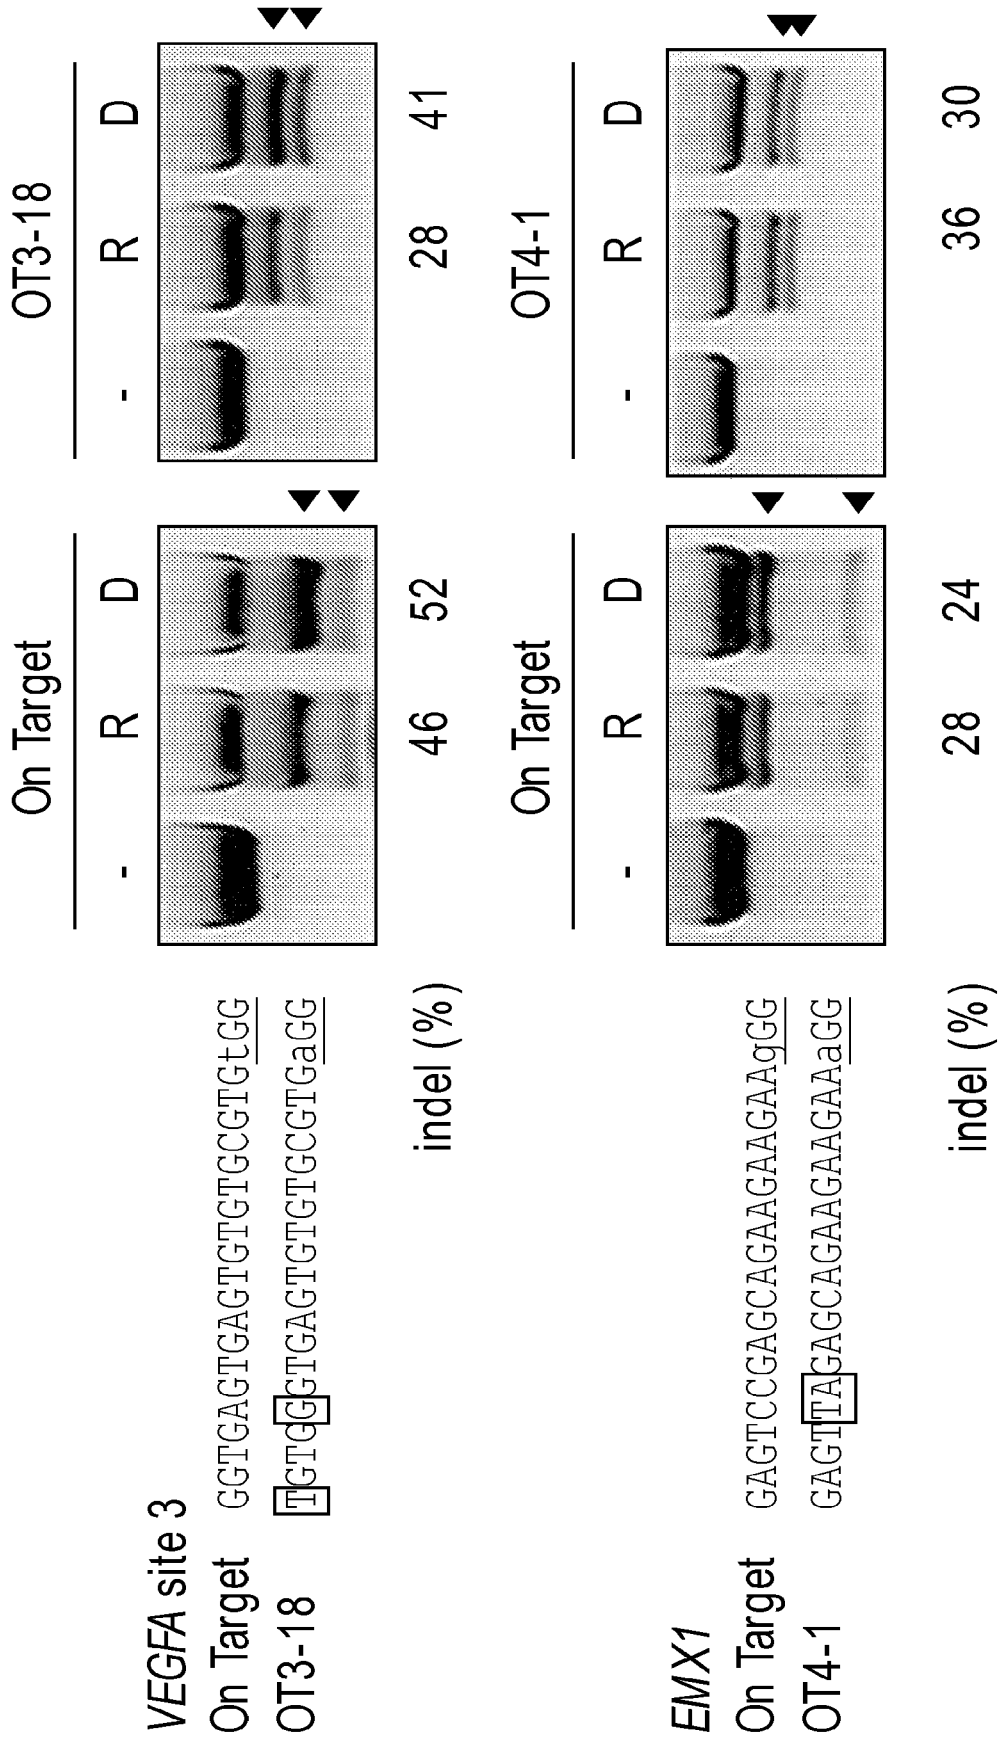 On Target OT3-18
- R D - R D
VEGFA site 3
On Target GGTGAGTGAGTGTGTGCGTGtGG
OT3-18 TGTGGGTGAGTGTGTGCGTGaGG
indel (%) 46 52 28 41
On Target OT4-1
- R D - R D
EMX1
On Target GAGTCCGAGCAGAAGAAGAAgGG
OT4-1 GAGTTAGAGCAGAAGAAGAAaGG
indel (%) 28 24 36 30